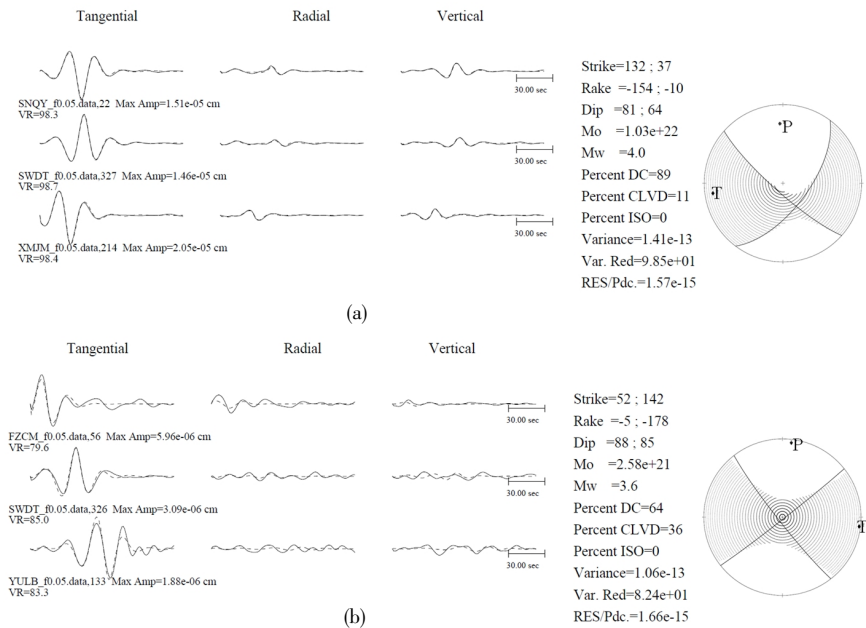 Tangential Radial Vertical
30.00 sec
SNQY_f0.05.data,22 Max Amp=1.51e-05 cm
VR=98.3
30.00 sec
SWDT_f0.05.data,327 Max Amp=1.46e-05 cm
VR=98.7
30.00 sec
XMJM_f0.05.data,214 Max Amp=2.05e-05 cm
VR=98.4
Strike=132 ; 37
Rake =-154 ; -10
Dip =81 ; 64
Mo =1.03e+22
Mw =4.0
Percent DC=89
Percent CLVD=11
Percent ISO=0
Variance=1.41e-13
Var. Red=9.85e+01
RES/Pdc.=1.57e-15
P
T
(a)
Tangential Radial Vertical
30.00 sec
FZCM_f0.05.data,56 Max Amp=5.96e-06 cm
VR=79.6
30.00 sec
SWDT_f0.05.data,326 Max Amp=3.09e-06 cm
VR=85.0
30.00 sec
YULB_f0.05.data,133 Max Amp=1.88e-06 cm
VR=83.3
Strike=52 ; 142
Rake =-5 ; -178
Dip =88 ; 85
Mo =2.58e+21
Mw =3.6
Percent DC=64
Percent CLVD=36
Percent ISO=0
Variance=1.06e-13
Var. Red=8.24e+01
RES/Pdc.=1.66e-15
P
T
(b)